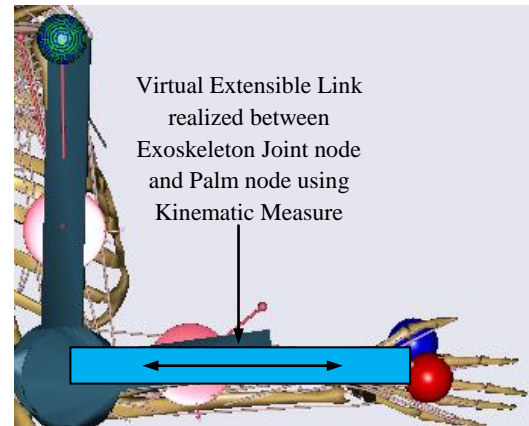 Virtual Extensible Link
realized between
Exoskeleton Joint node
and Palm node using
Kinematic Measure